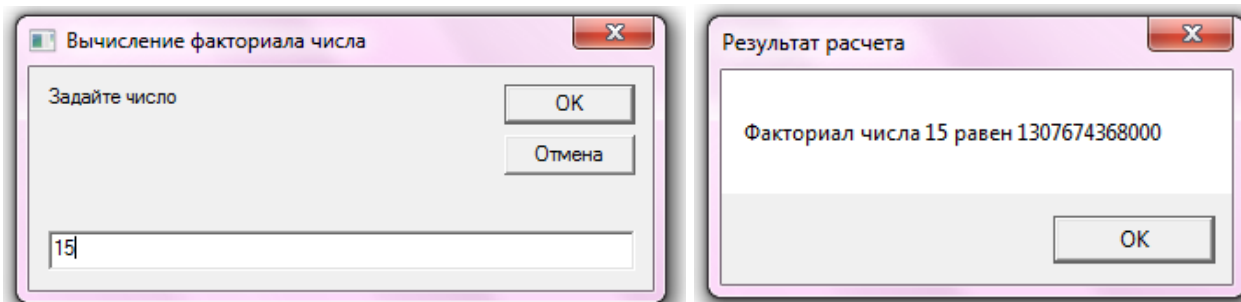 Вычисление факториала числа
Задайте число
OK
Отмена
15
Результат расчета
Факториал числа 15 равен 1307674368000
OK